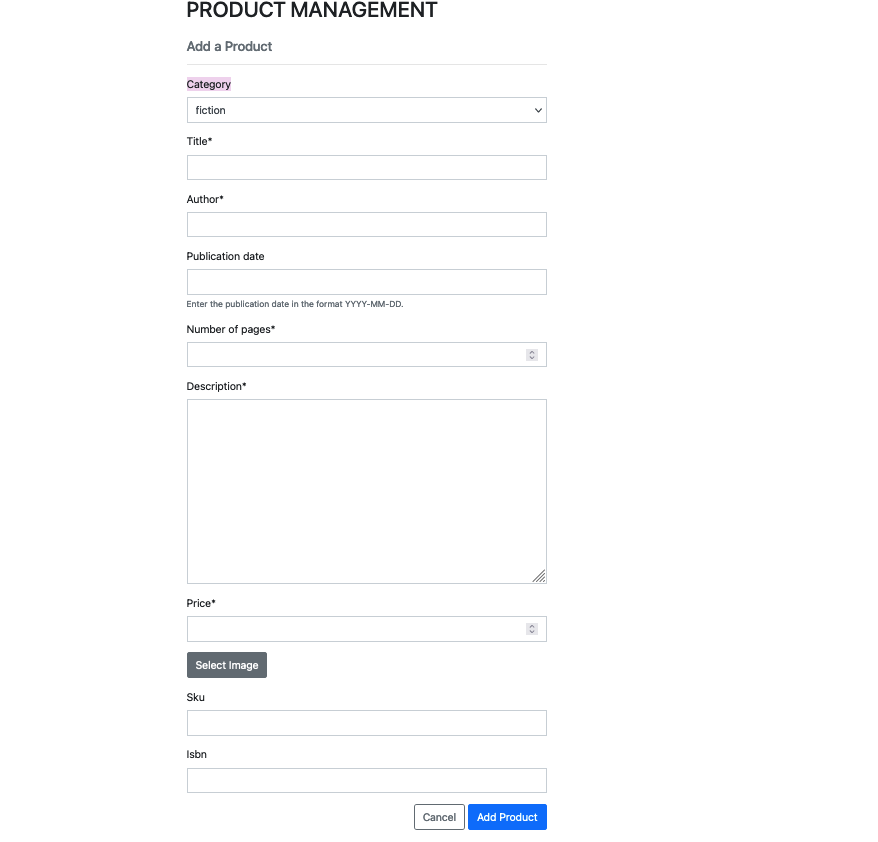 PRODUCT MANAGEMENT
Add a Product
Category
fiction
Title*
Author*
Publication date
Enter the publication date in the format YYYY-MM-DD.
Number of pages*
Description*
Price*
Select Image
Sku
Isbn
Cancel Add Product